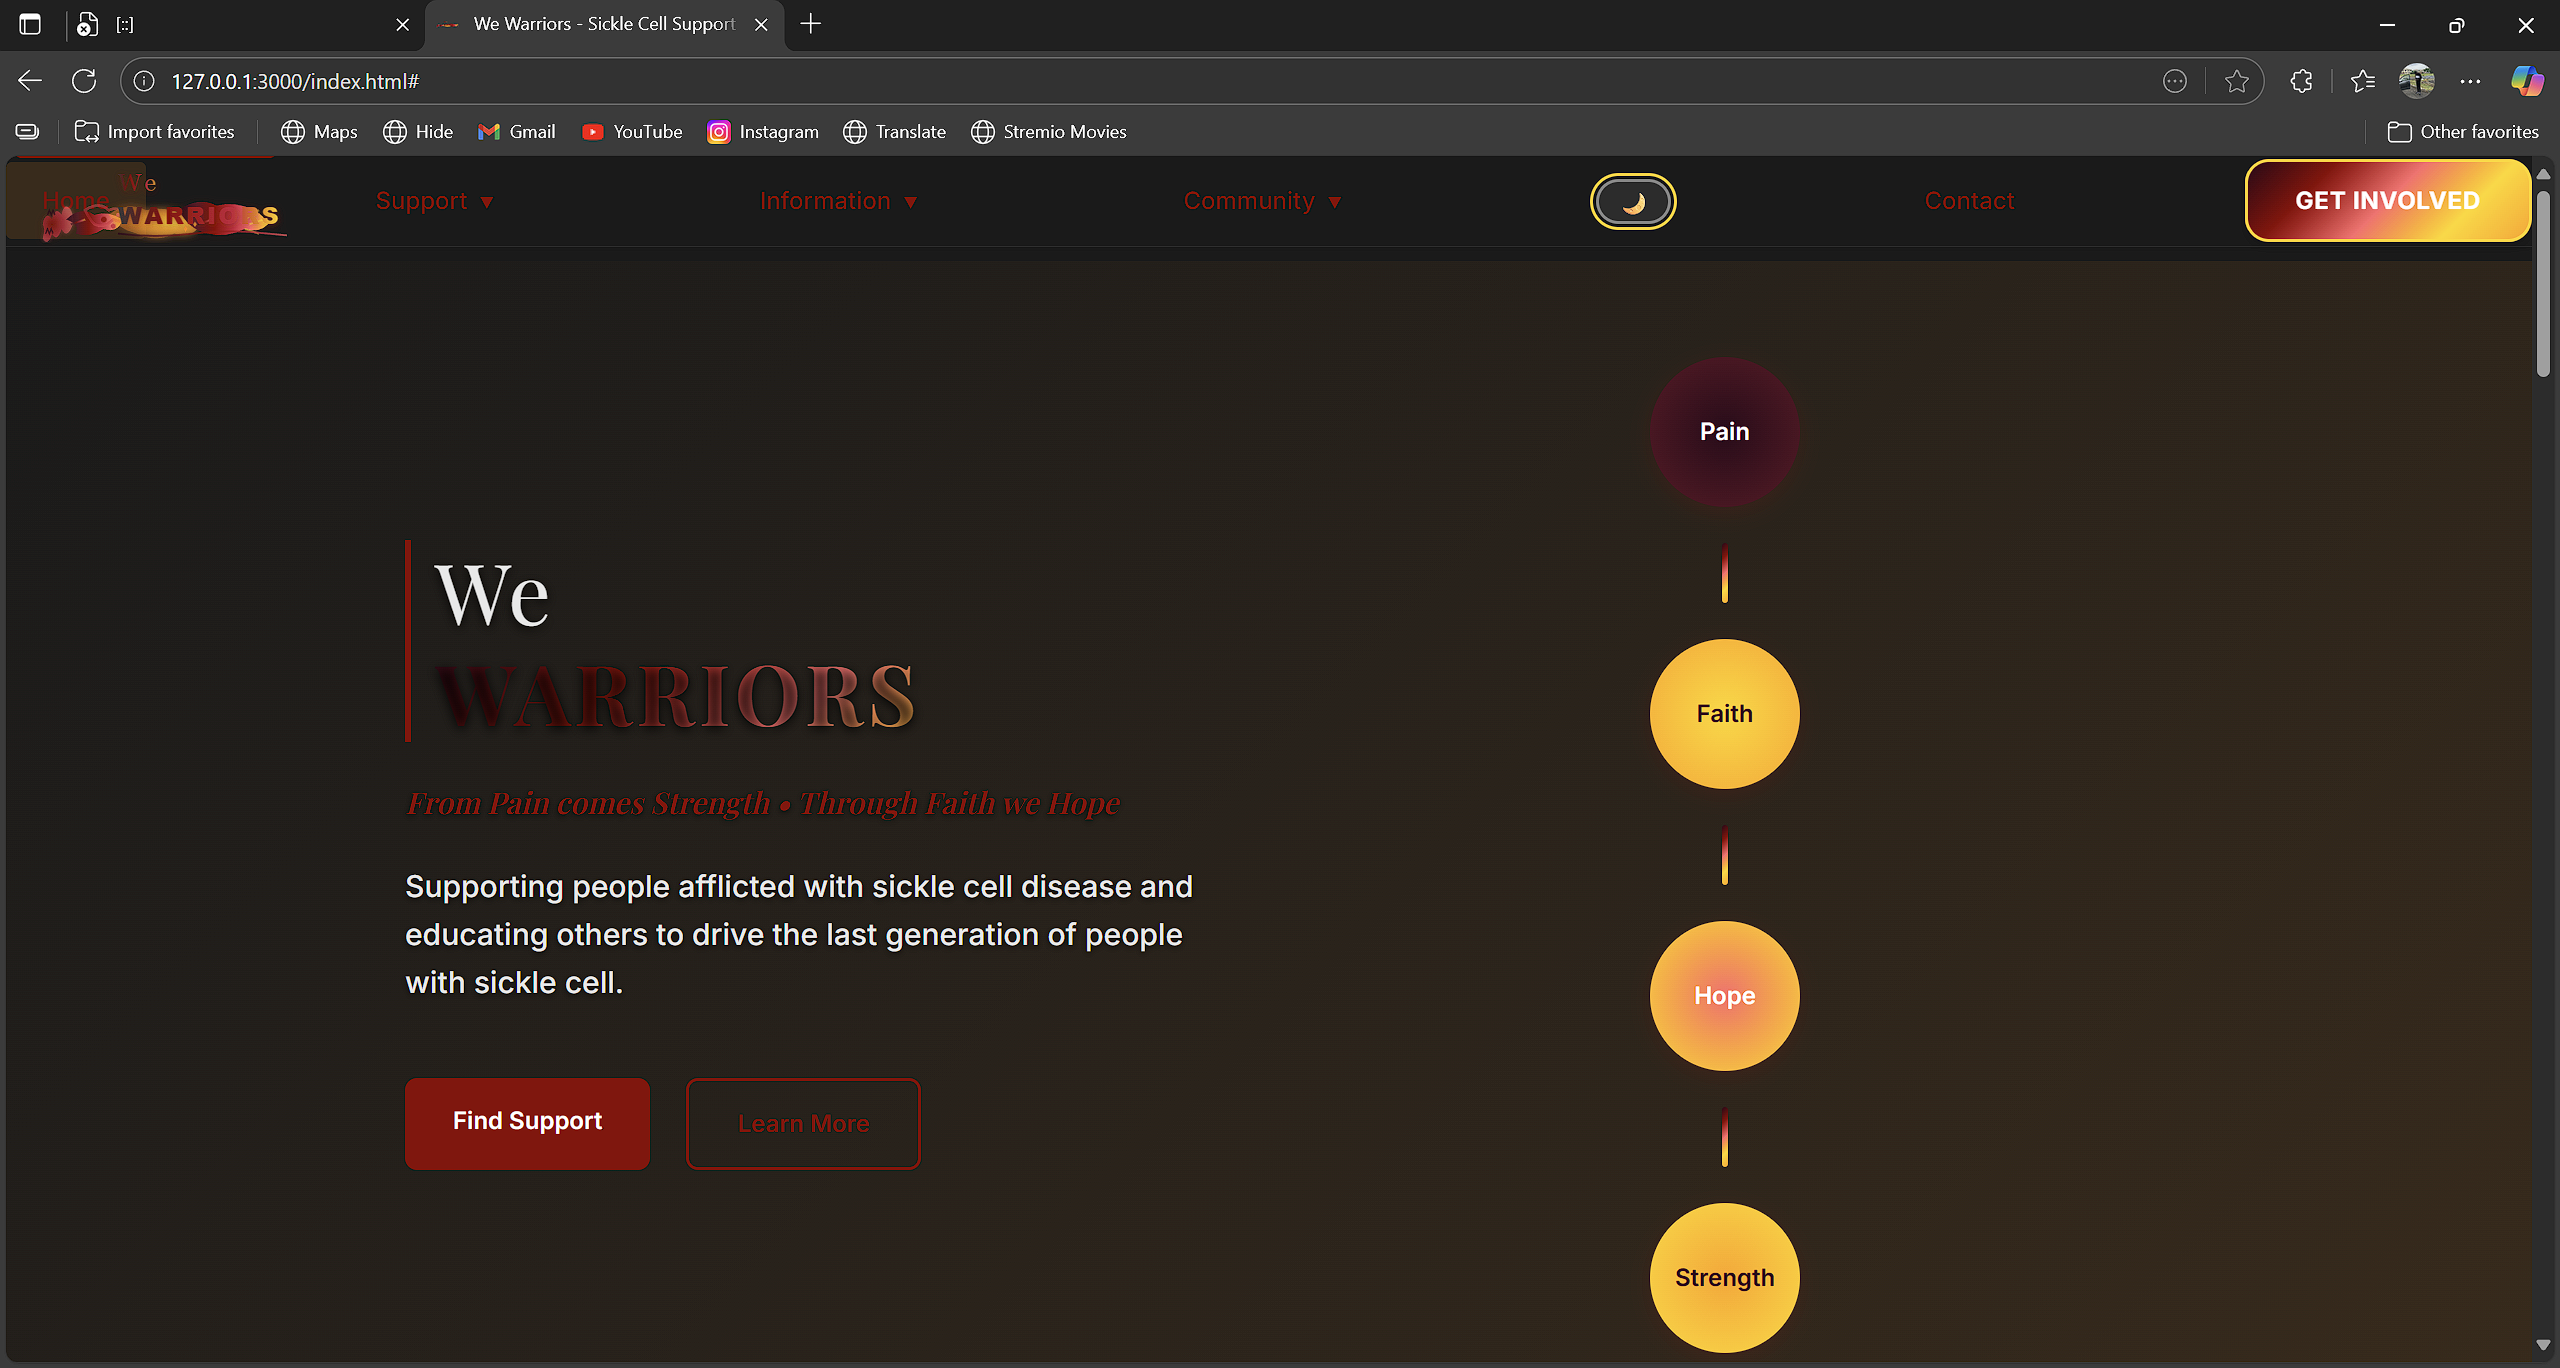 [::]
We Warriors - Sickle Cell Support
127.0.0.1:3000/index.html#
Import favorites
Maps
Hide
Gmail
YouTube
Instagram
Translate
Stremio Movies
Other favorites
Home
We
WARRIORS
Support ▼
Information ▼
Community ▼
Contact
GET INVOLVED
We
WARRIORS
From Pain comes Strength • Through Faith we Hope
Supporting people afflicted with sickle cell disease and
educating others to drive the last generation of people
with sickle cell.
Find Support
Learn More
Pain
Faith
Hope
Strength